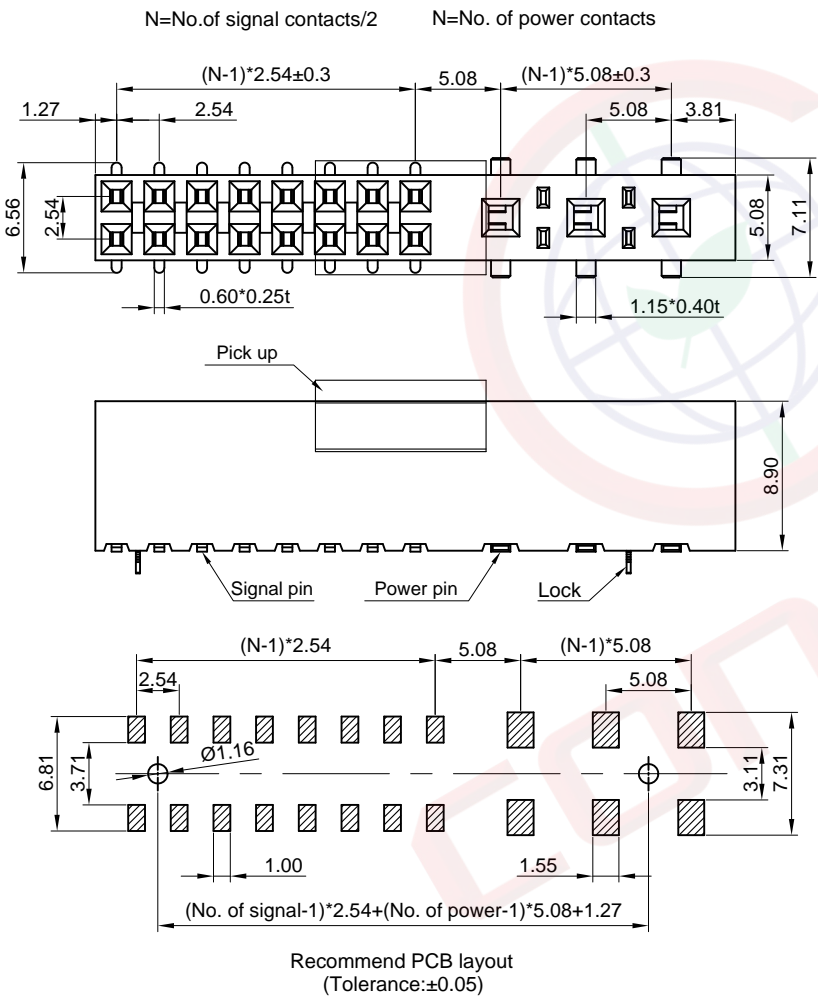 N=No.of signal contacts/2 N=No. of power contacts
(N-1)*2.54±0.3 5.08 (N-1)*5.08±0.3
1.27 2.54 5.08 3.81
6.56 2.54 5.08 7.11
0.60*0.25t 1.15*0.40t
Pick up
8.90
Signal pin Power pin Lock
(N-1)*2.54 5.08 (N-1)*5.08
2.54 5.08
6.81 3.71 Ø1.16 3.11 7.31
1.00 1.55
(No. of signal-1)*2.54+(No. of power-1)*5.08+1.27
Recommend PCB layout
(Tolerance:±0.05)